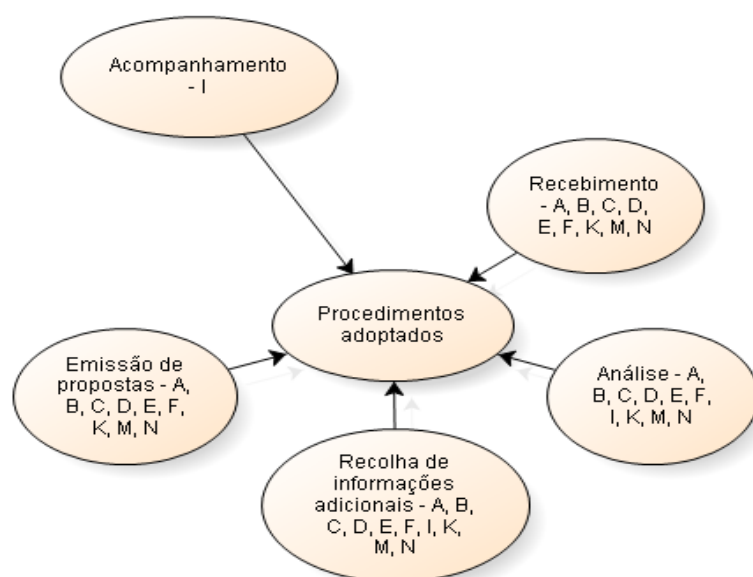 Acompanhamento
- I
Recebimento
- A, B, C, D,
E, F, K, M, N
Procedimentos
adoptados
Emissão de
propostas - A,
B, C, D, E, F,
K, M, N
Análise - A,
B, C, D, E, F,
I, K, M, N
Recolha de
informações
adicionais - A, B,
C, D, E, F, I, K,
M, N